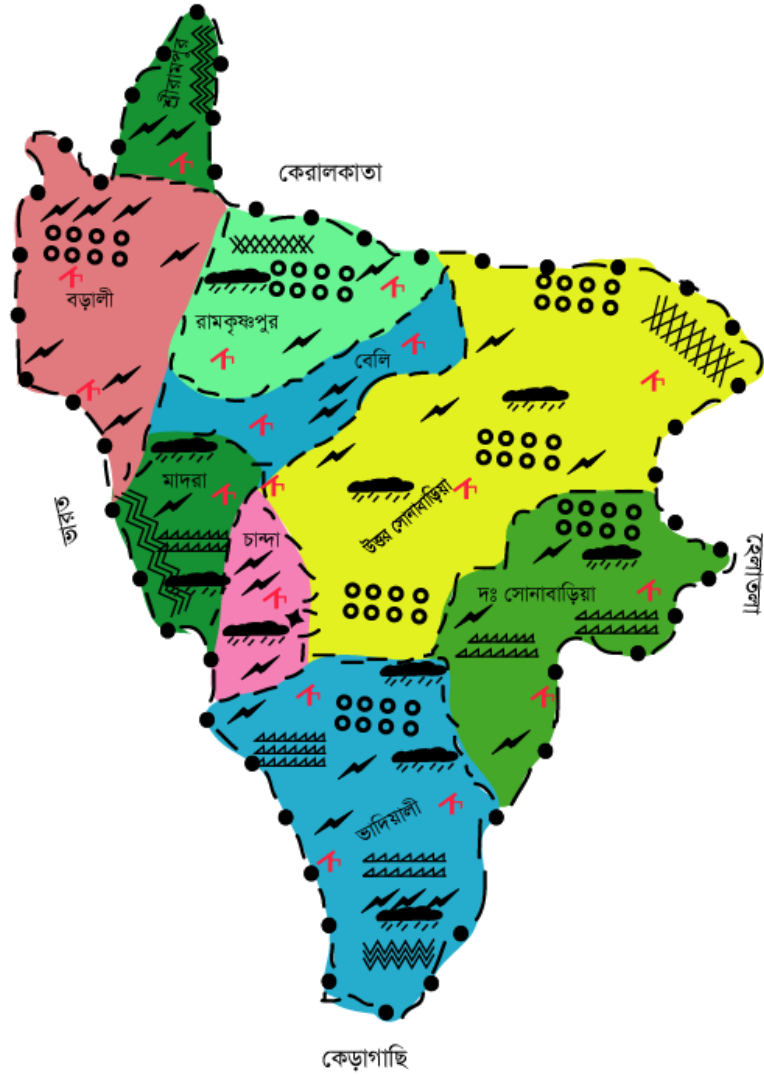 শ্রীরামপুর
কেরালকাতা
বড়ালী
রামকৃষ্ণপুর
বেলি
মাদরা
উত্তর সোনাবাড়িয়া
ভারত
চান্দা
হেলাতলা
দঃ সোনাবাড়িয়া
ভাদিয়ালী
কেড়াগাছি